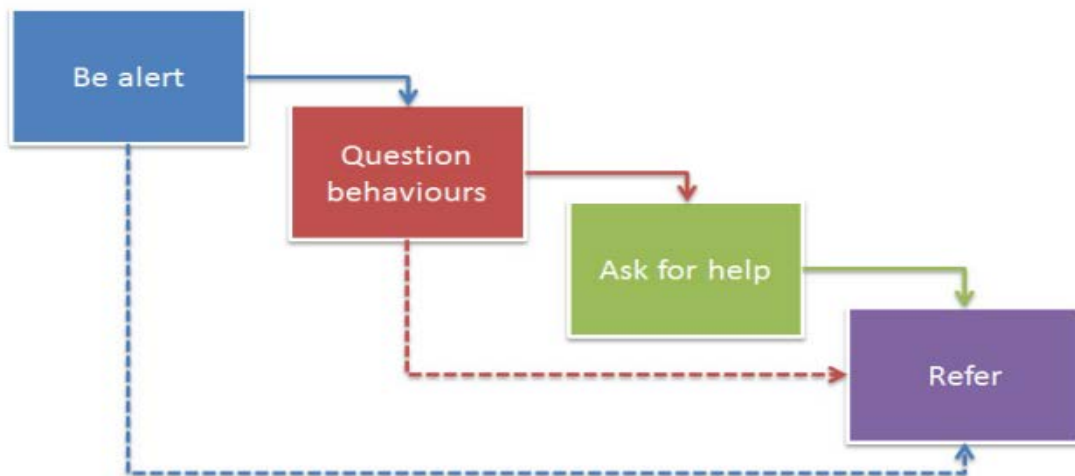 Be alert
Question
behaviours
Ask for help
Refer